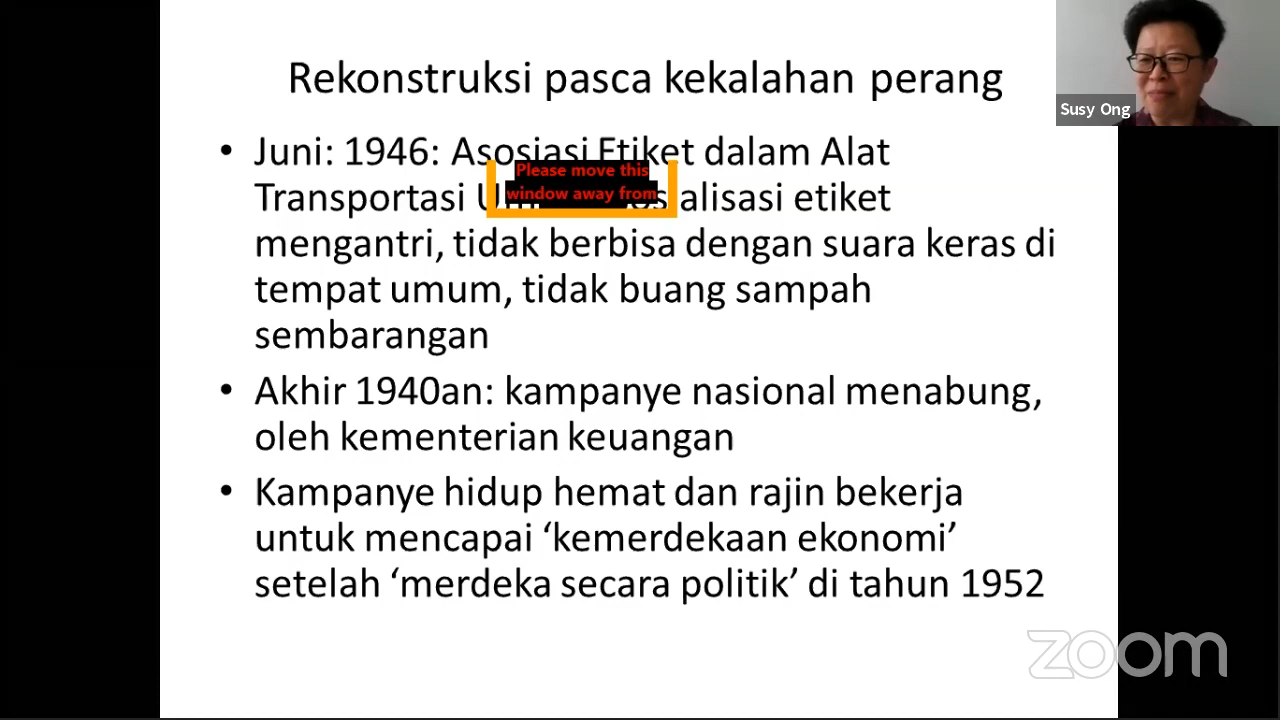 Rekonstruksi pasca kekalahan perang
Susy Ong
• Juni: 1946: Asosiasi Etiket dalam Alat
Please move this
window away from
Transportasi alisasi etiket
mengantri, tidak berbisa dengan suara keras di
tempat umum, tidak buang sampah
sembarangan
• Akhir 1940an: kampanye nasional menabung,
oleh kementerian keuangan
• Kampanye hidup hemat dan rajin bekerja
untuk mencapai ‘kemerdekaan ekonomi’
setelah ‘merdeka secara politik’ di tahun 1952
zoom